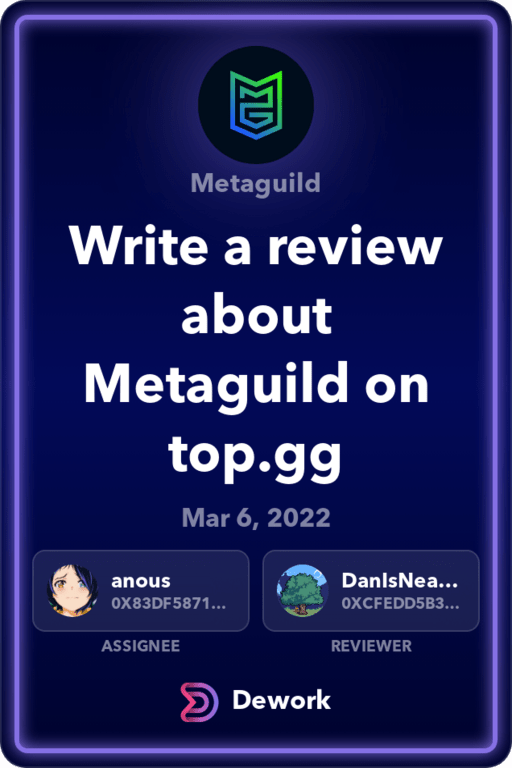 Metaguild
Write a review
about
Metaguild on
top.gg
Mar 6, 2022
anous
0X83DF5871...
DanIsNea...
0XCFEDD5B3...
ASSIGNEE
REVIEWER
Dework